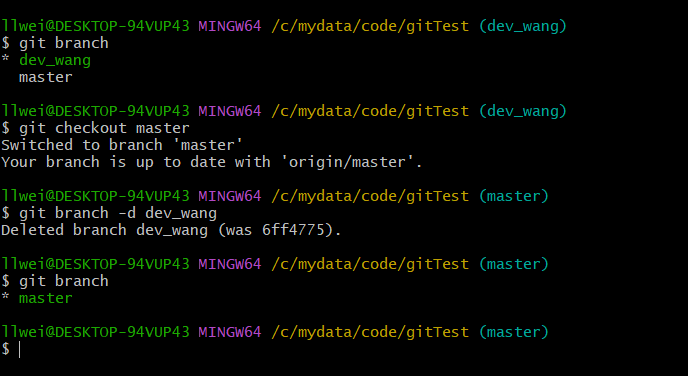 llwei@DESKTOP-94VUP43 MINGW64 /c/mydata/code/gitTest (dev_wang)
$ git branch
* dev_wang
  master

llwei@DESKTOP-94VUP43 MINGW64 /c/mydata/code/gitTest (dev_wang)
$ git checkout master
Switched to branch 'master'
Your branch is up to date with 'origin/master'.

llwei@DESKTOP-94VUP43 MINGW64 /c/mydata/code/gitTest (master)
$ git branch -d dev_wang
Deleted branch dev_wang (was 6ff4775).

llwei@DESKTOP-94VUP43 MINGW64 /c/mydata/code/gitTest (master)
$ git branch
* master

llwei@DESKTOP-94VUP43 MINGW64 /c/mydata/code/gitTest (master)
$